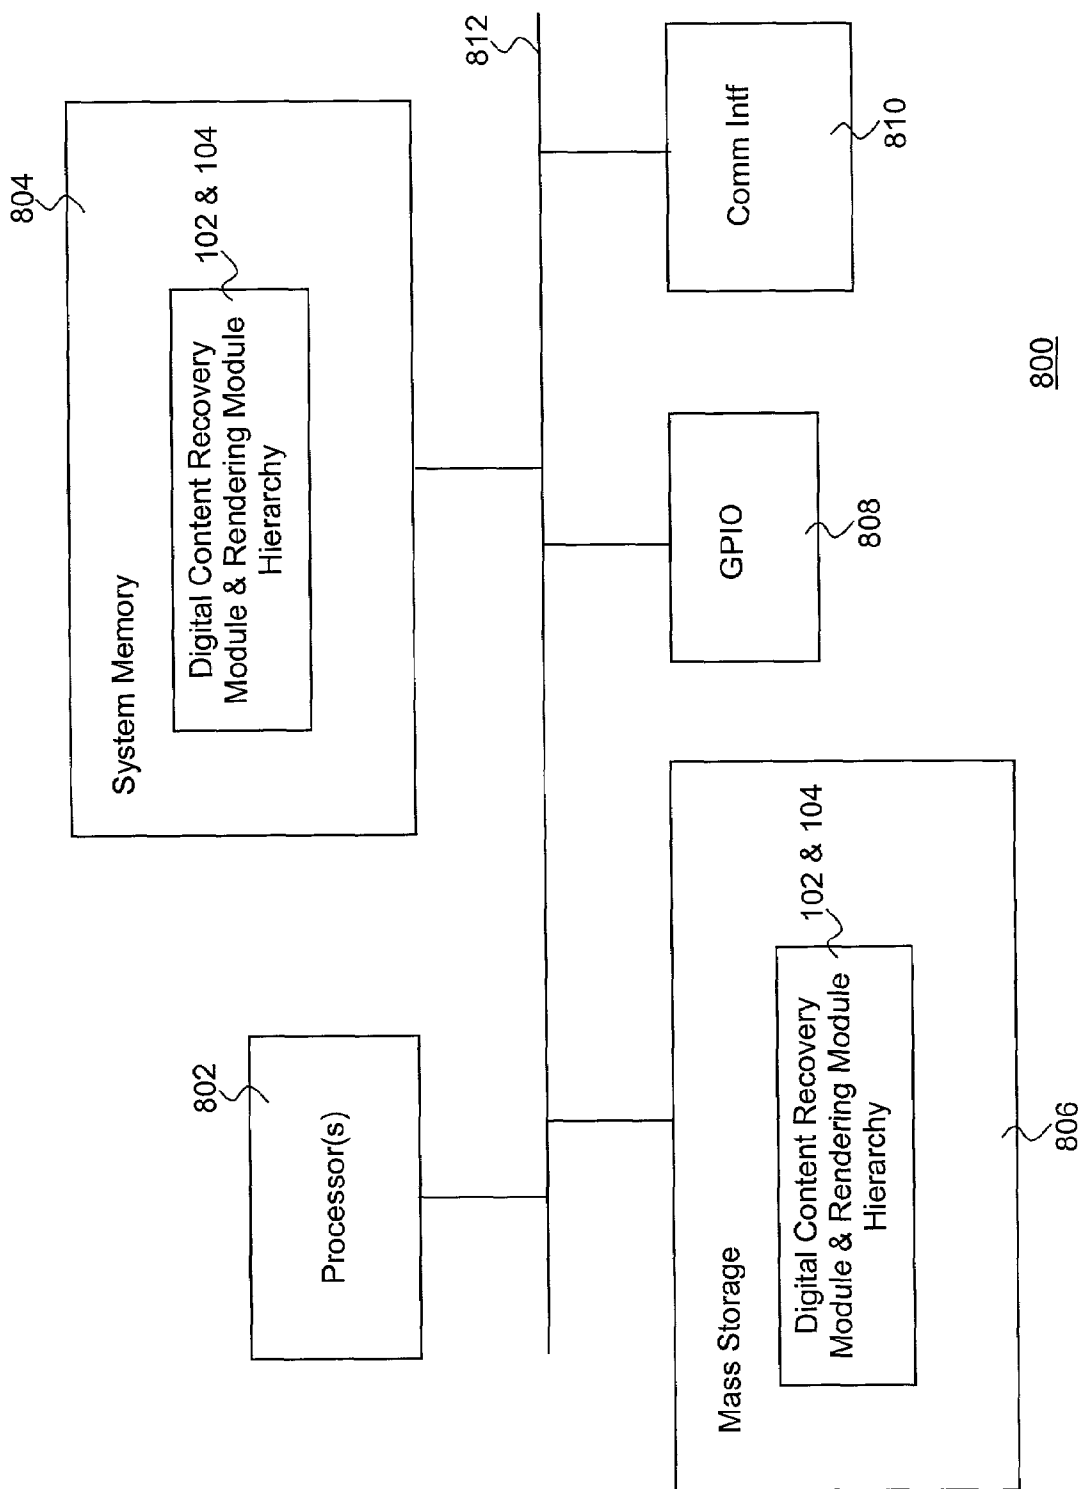 802
Processor(s)
804
System Memory
Digital Content Recovery
Module & Rendering Module
Hierarchy
102 & 104
812
Mass Storage
Digital Content Recovery
Module & Rendering Module
Hierarchy
102 & 104
806
GPIO
808
Comm Intf
810
800